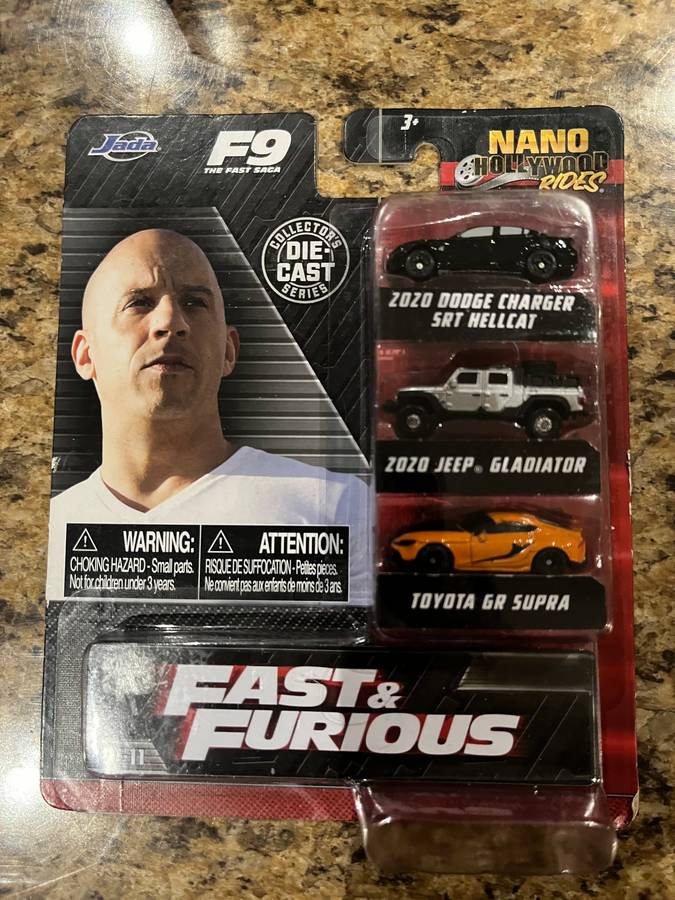 Jada
F9
THE FAST SAGA
3+
NANO
HOLLYWOOD
RIDES
COLLECTOR'S
DIE-
CAST
SERIES
2020 DODGE CHARGER
SRT HELLCAT
2020 JEEP® GLADIATOR
TOYOTA GR SUPRA
WARNING:
CHOKING HAZARD - Small parts.
Not for children under 3 years.
ATTENTION:
RISQUE DE SUFFOCATION - Petites pièces.
Ne convient pas aux enfants de moins de 3 ans.
FAST &
FURIOUS